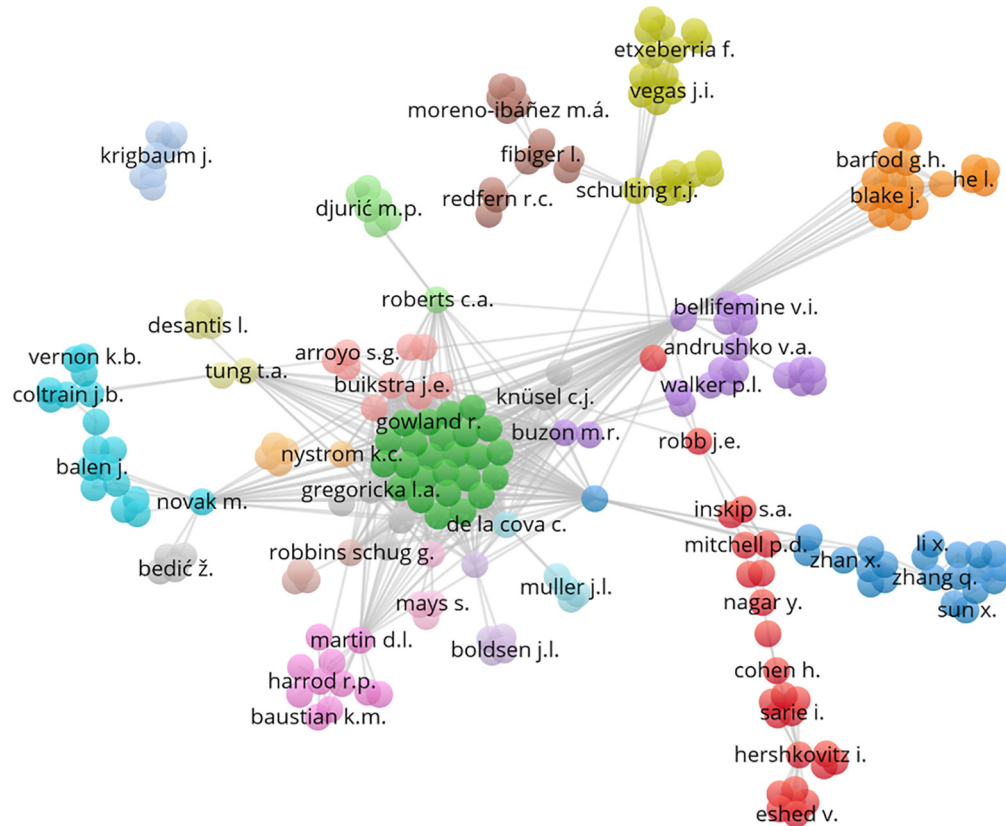 etxeberria f.
vegas j.i.
moreno-ibáñez m.á.
krigbaum j.
fibiger l.
barfod g.h.
he l.
redfern r.c.
schulting r.j.
blake j.
djurić m.p.
roberts c.a.
bellifemine v.i.
desantis l.
vernon k.b.
arroyo s.g.
andrushko v.a.
tung t.a.
coltrain j.b.
buikstra j.e.
walker p.l.
knüsel c.j.
gowland r.
buzon m.r.
robb j.e.
nystrom k.c.
balen j.
gregoricka l.a.
novak m.
inskip s.a.
de la cova c.
mitchell p.d.
li x.
robbins schug g.
zhan x.
bedić ž.
zhang q.
muller j.l.
mays s.
nagar y.
sun x.
martin d.l.
boldsen j.l.
cohen h.
harrod r.p.
baustian k.m.
sarie i.
hershkovitz i.
eshed v.